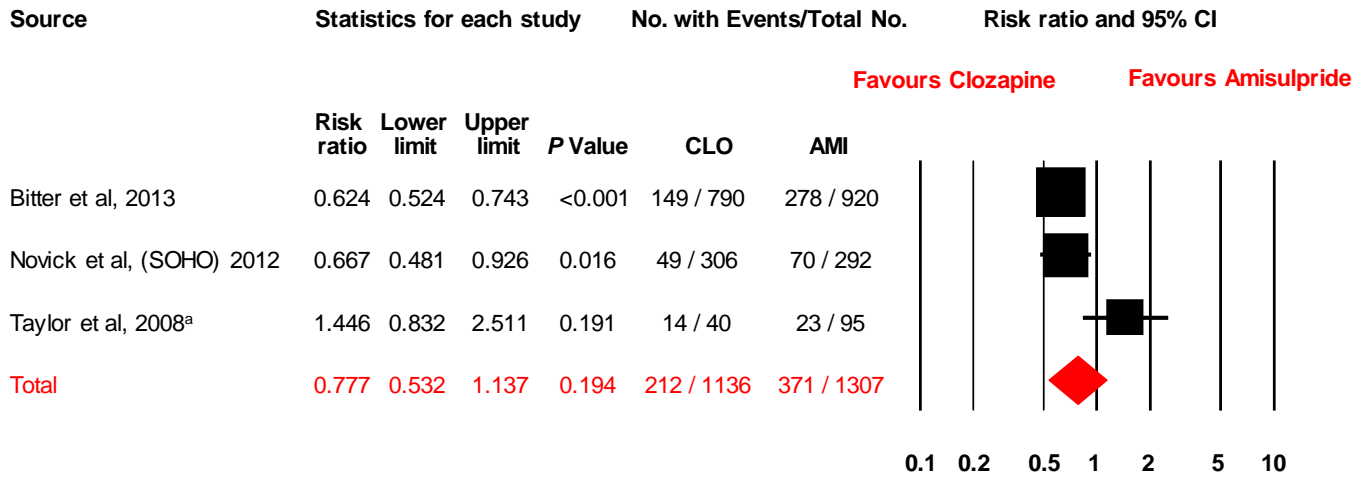 Source Statistics for each study No. with Events/Total No. Risk ratio and 95% CI
Favours Clozapine Favours Amisulpride
Risk ratio Lower limit Upper limit P Value CLO AMI
Bitter et al, 2013 0.624 0.524 0.743 <0.001 149 / 790 278 / 920
Novick et al, (SOHO) 2012 0.667 0.481 0.926 0.016 49 / 306 70 / 292
Taylor et al, 2008ᵃ 1.446 0.832 2.511 0.191 14 / 40 23 / 95
Total 0.777 0.532 1.137 0.194 212 / 1136 371 / 1307
0.1 0.2 0.5 1 2 5 10